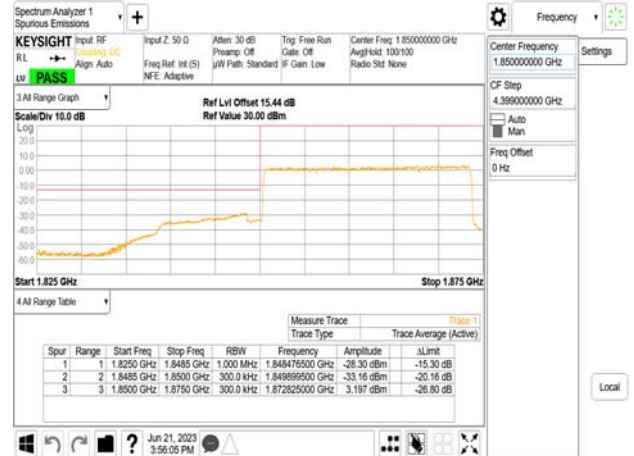 Spectrum Analyzer 1
Spurious Emissions
Frequency
KEYSIGHT
Input: RF
Coupling: DC
Align: Auto
Input Z: 50 Ω
Freq Ref: Int (S)
NFE: Adaptive
Atten: 30 dB
Preamp: Off
µW Path: Standard
Trig: Free Run
Gate: Off
IF Gain: Low
Center Freq: 1.850000000 GHz
Avg|Hold: 100/100
Radio Std: None
RL
LV PASS
Center Frequency
1.850000000 GHz
Settings
CF Step
4.399000000 GHz
Auto
Man
Freq Offset
0 Hz
Local
3 All Range Graph
Scale/Div 10.0 dB
Ref Lvl Offset 15.44 dB
Ref Value 30.00 dBm
Log
20.0
10.0
0.00
-10.0
-20.0
-30.0
-40.0
-50.0
-60.0
Start 1.825 GHz
Stop 1.875 GHz
4 All Range Table
Measure Trace Trace 1
Trace Type Trace Average (Active)
Spur Range Start Freq Stop Freq RBW Frequency Amplitude ΔLimit
1 1 1.8250 GHz 1.8485 GHz 1.000 MHz 1.848476500 GHz -28.30 dBm -15.30 dB
2 2 1.8485 GHz 1.8500 GHz 300.0 kHz 1.849899500 GHz -33.16 dBm -20.16 dB
3 3 1.8500 GHz 1.8750 GHz 300.0 kHz 1.872825000 GHz 3.197 dBm -26.80 dB
Jun 21, 2023
3:56:05 PM